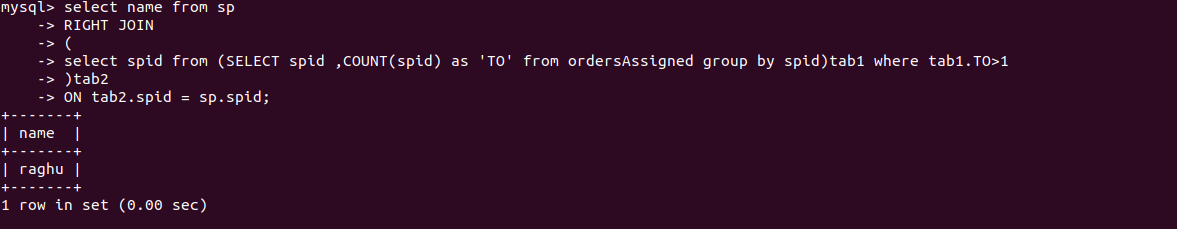 mysql> select name from sp
    -> RIGHT JOIN
    -> (
    -> select spid from (SELECT spid ,COUNT(spid) as 'TO' from ordersAssigned group by spid)tab1 where tab1.TO>1
    -> )tab2
    -> ON tab2.spid = sp.spid;
+-------+
| name  |
+-------+
| raghu |
+-------+
1 row in set (0.00 sec)